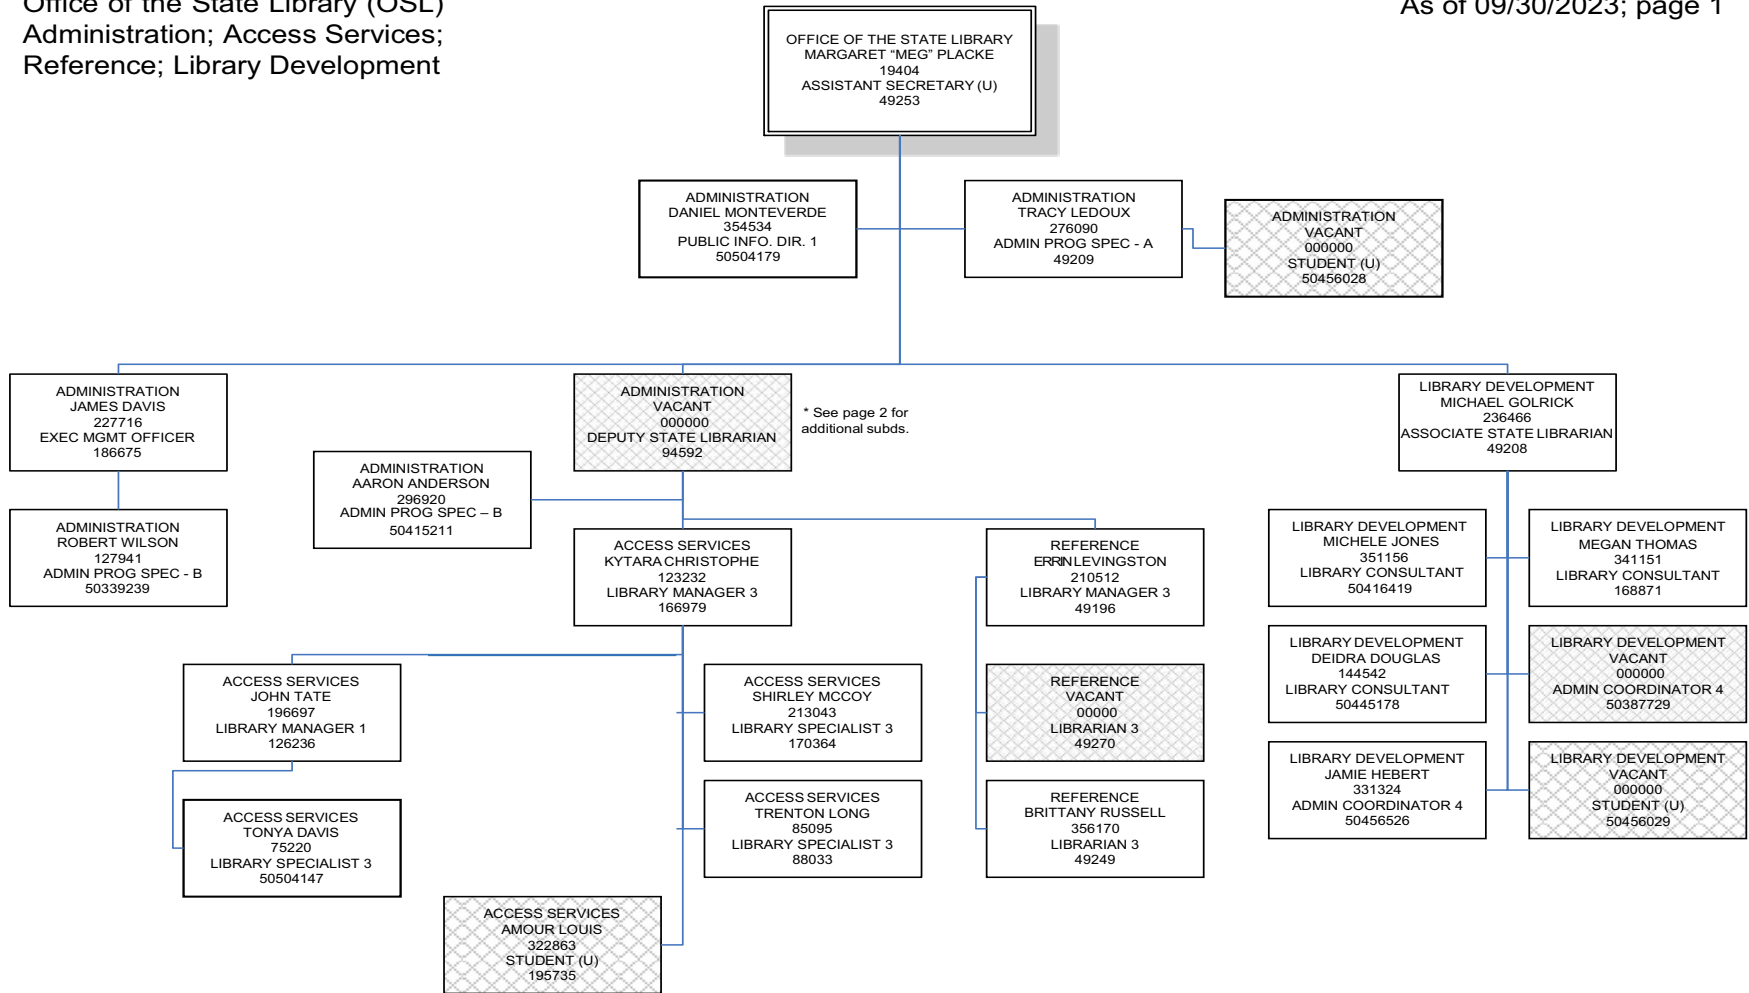 Office of the State Library (OSL)
Administration; Access Services;
Reference; Library Development
As of 09/30/2023; page 1
OFFICE OF THE STATE LIBRARY
MARGARET “MEG” PLACKE
19404
ASSISTANT SECRETARY (U)
49253
ADMINISTRATION
DANIEL MONTEVERDE
354534
PUBLIC INFO. DIR. 1
50504179
ADMINISTRATION
TRACY LEDOUX
276090
ADMIN PROG SPEC - A
49209
ADMINISTRATION
VACANT
000000
STUDENT (U)
50456028
ADMINISTRATION
JAMES DAVIS
227716
EXEC MGMT OFFICER
186675
ADMINISTRATION
VACANT
000000
DEPUTY STATE LIBRARIAN
94592
* See page 2 for
additional subds.
LIBRARY DEVELOPMENT
MICHAEL GOLRICK
236466
ASSOCIATE STATE LIBRARIAN
49208
ADMINISTRATION
AARON ANDERSON
296920
ADMIN PROG SPEC – B
50415211
ADMINISTRATION
ROBERT WILSON
127941
ADMIN PROG SPEC - B
50339239
ACCESS SERVICES
KYTARA CHRISTOPHE
123232
LIBRARY MANAGER 3
166979
REFERENCE
ERRIN LEVINGSTON
210512
LIBRARY MANAGER 3
49196
LIBRARY DEVELOPMENT
MICHELE JONES
351156
LIBRARY CONSULTANT
50416419
LIBRARY DEVELOPMENT
MEGAN THOMAS
341151
LIBRARY CONSULTANT
168871
LIBRARY DEVELOPMENT
DEIDRA DOUGLAS
144542
LIBRARY CONSULTANT
50445178
LIBRARY DEVELOPMENT
VACANT
000000
ADMIN COORDINATOR 4
50387729
ACCESS SERVICES
JOHN TATE
196697
LIBRARY MANAGER 1
126236
ACCESS SERVICES
SHIRLEY MCCOY
213043
LIBRARY SPECIALIST 3
170364
REFERENCE
VACANT
00000
LIBRARIAN 3
49270
LIBRARY DEVELOPMENT
JAMIE HEBERT
331324
ADMIN COORDINATOR 4
50456526
LIBRARY DEVELOPMENT
VACANT
000000
STUDENT (U)
50456029
ACCESS SERVICES
TONYA DAVIS
75220
LIBRARY SPECIALIST 3
50504147
ACCESS SERVICES
TRENTON LONG
85095
LIBRARY SPECIALIST 3
88033
REFERENCE
BRITTANY RUSSELL
356170
LIBRARIAN 3
49249
ACCESS SERVICES
AMOUR LOUIS
322863
STUDENT (U)
195735